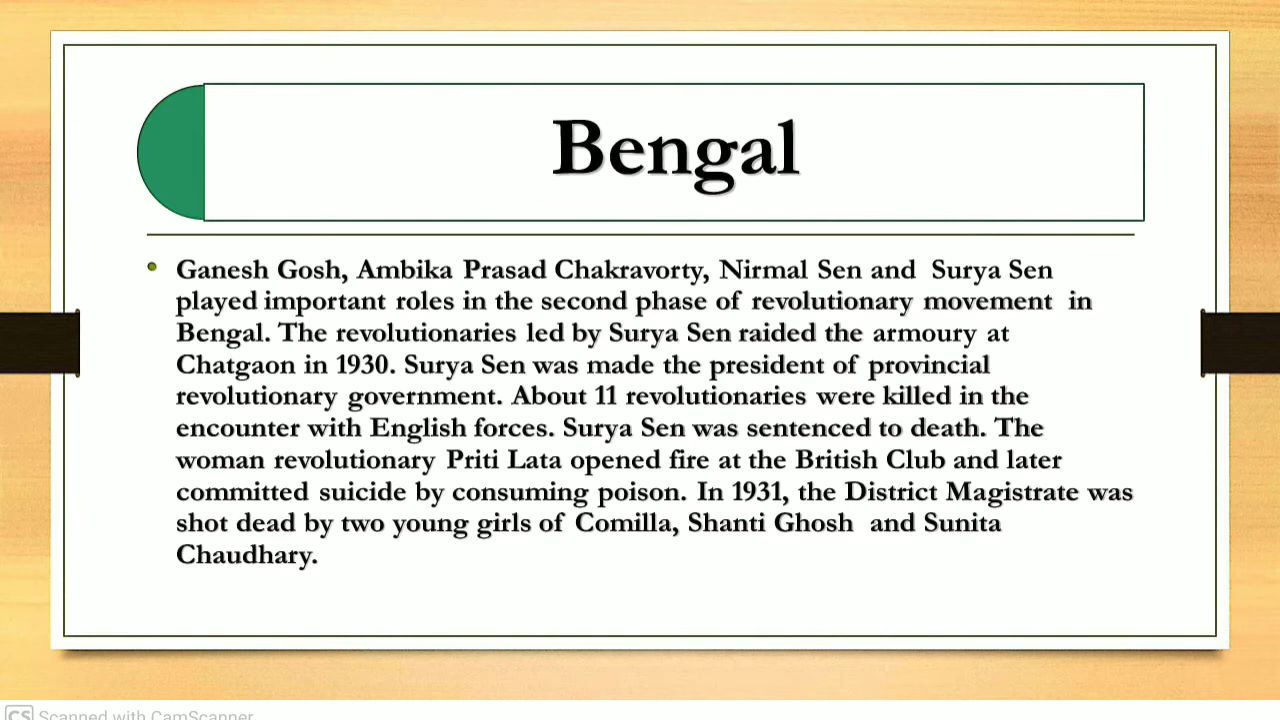 Bengal
• Ganesh Gosh, Ambika Prasad Chakravorty, Nirmal Sen and Surya Sen
played important roles in the second phase of revolutionary movement in
Bengal. The revolutionaries led by Surya Sen raided the armoury at
Chatgaon in 1930. Surya Sen was made the president of provincial
revolutionary government. About 11 revolutionaries were killed in the
encounter with English forces. Surya Sen was sentenced to death. The
woman revolutionary Priti Lata opened fire at the British Club and later
committed suicide by consuming poison. In 1931, the District Magistrate was
shot dead by two young girls of Comilla, Shanti Ghosh and Sunita
Chaudhary.
CS Scanned with CamScanner